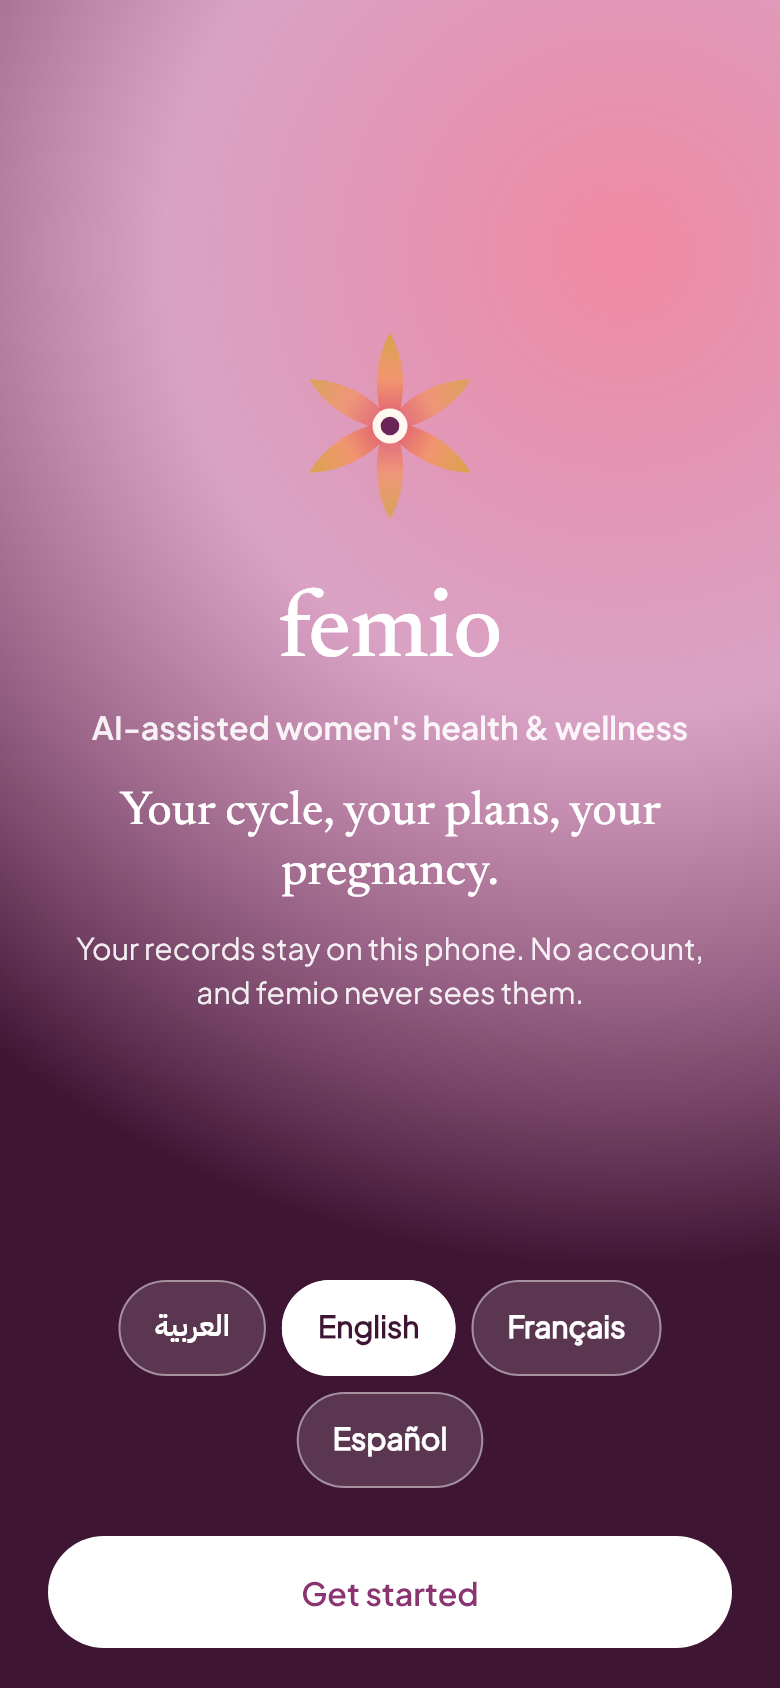 femio
AI-assisted women's health & wellness
Your cycle, your plans, your
pregnancy.
Your records stay on this phone. No account,
and femio never sees them.
العربية
English
Français
Español
Get started